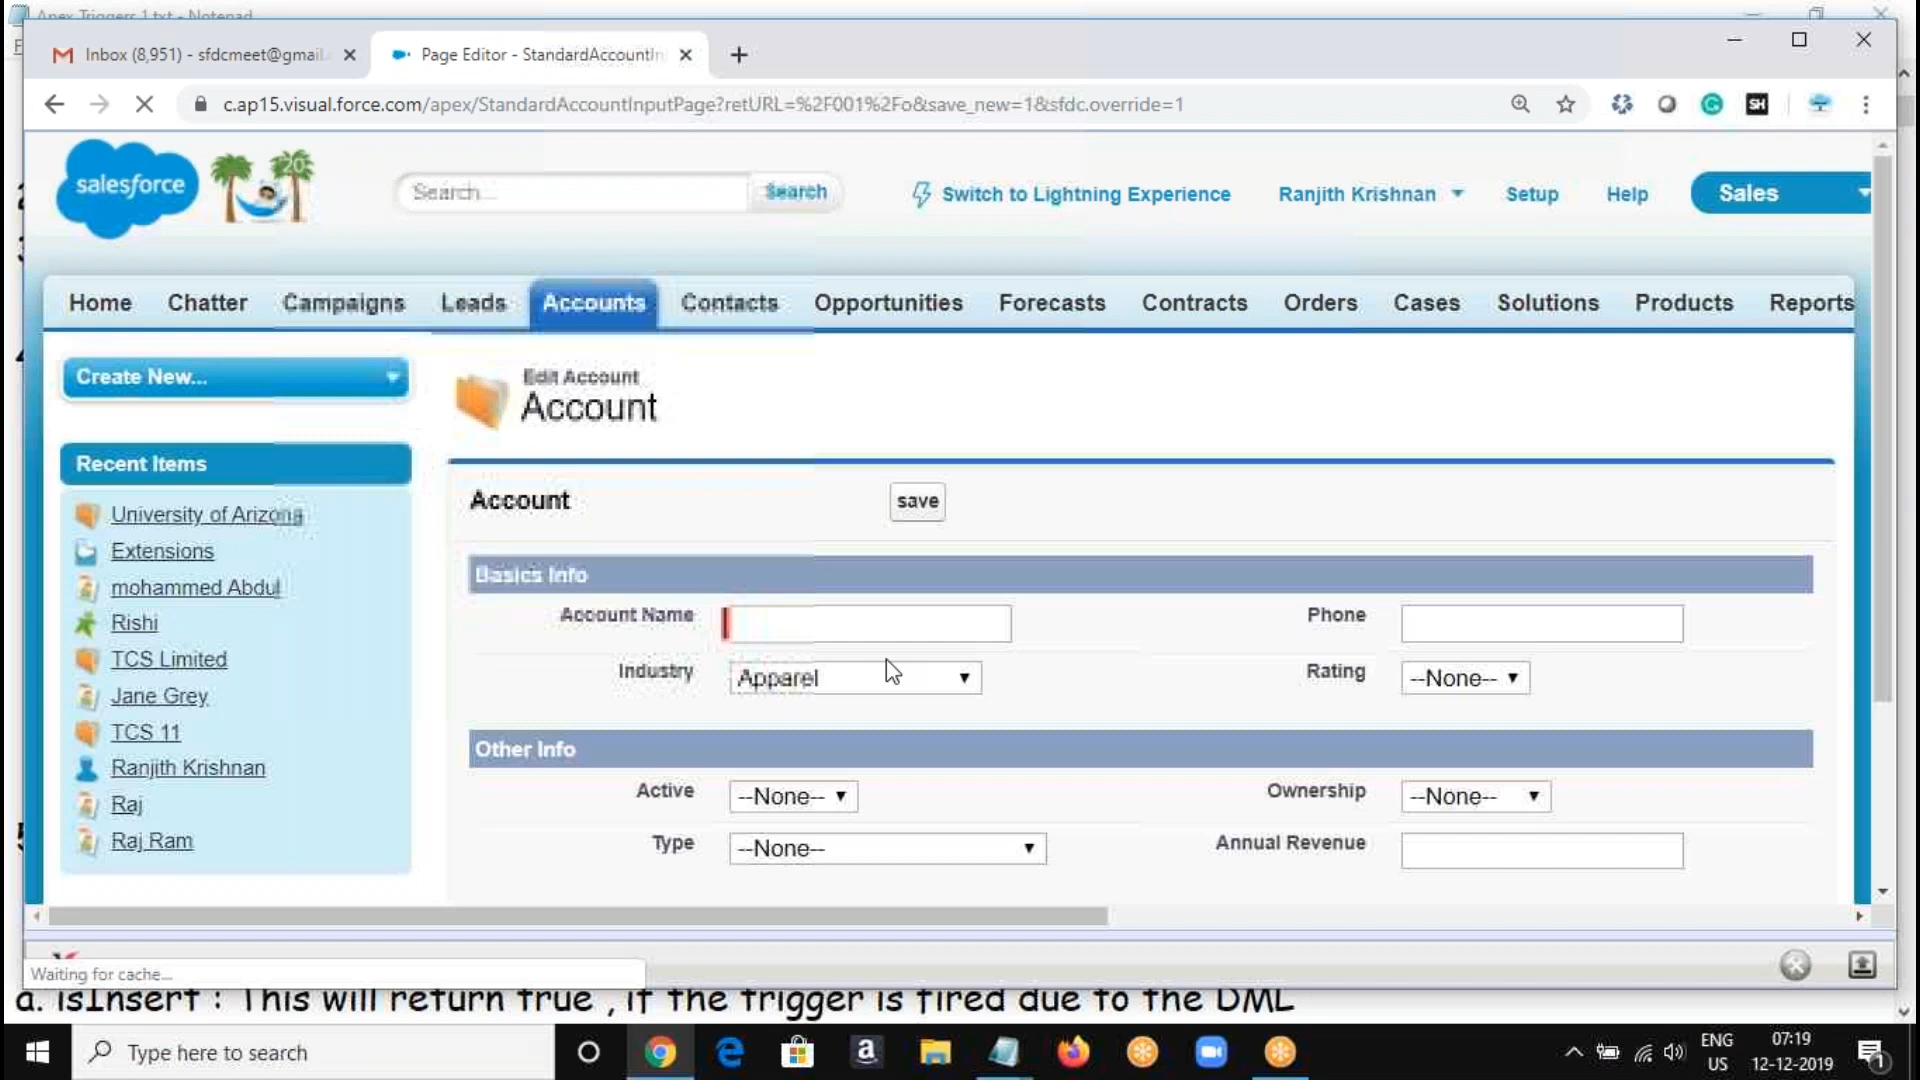 Apex Triggers 1.txt - Notepad
Inbox (8,951) - sfdcmeet@gmail.
Page Editor - StandardAccountIn
c.ap15.visual.force.com/apex/StandardAccountInputPage?retURL=%2F001%2Fo&save_new=1&sfdc.override=1
SH
salesforce
20
Search...
Search
Switch to Lightning Experience
Ranjith Krishnan
Setup
Help
Sales
Home
Chatter
Campaigns
Leads
Accounts
Contacts
Opportunities
Forecasts
Contracts
Orders
Cases
Solutions
Products
Reports
Create New...
Edit Account
Account
Recent Items
University of Arizona
Extensions
mohammed Abdul
Rishi
TCS Limited
Jane Grey
TCS 11
Ranjith Krishnan
Raj
Raj Ram
Account
save
Basics Info
Account Name
Phone
Industry
Apparel
Rating
--None--
Other Info
Active
--None--
Ownership
--None--
Type
--None--
Annual Revenue
Waiting for cache...
a. isInsert : This will return true , if the trigger is fired due to the DML
Type here to search
ENG
US
07:19
12-12-2019
1